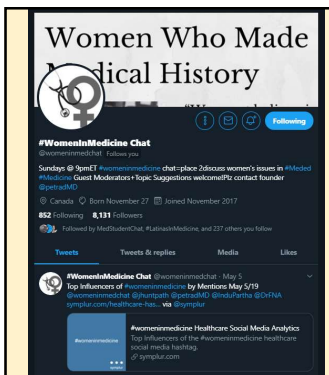 Women Who Made
Medical History
Following
#WomenInMedicine Chat
@womeninmedchat Follows you
Sundays @ 9pmET #womeninmedicine chat=place 2discuss women's issues in #Meded
#Medicine Guest Moderators+Topic Suggestions welcome!Plz contact founder
@petradMD
Canada Born November 27 Joined November 2017
852 Following 8,131 Followers
Followed by MedStudentChat, #LatinasInMedicine, and 237 others you follow
Tweets Tweets & replies Media Likes
#WomenInMedicine Chat @womeninmedchat · May 5
Top Influencers of #womeninmedicine by Mentions May 5/19
@womeninmedchat @jhuntpath @petradMD @InduPartha @DrFNA
symplur.com/healthcare-has... via @symplur
#womeninmedicine
#womeninmedicine Healthcare Social Media Analytics
Top Influencers of the #womeninmedicine healthcare
social media hashtag.
symplur.com